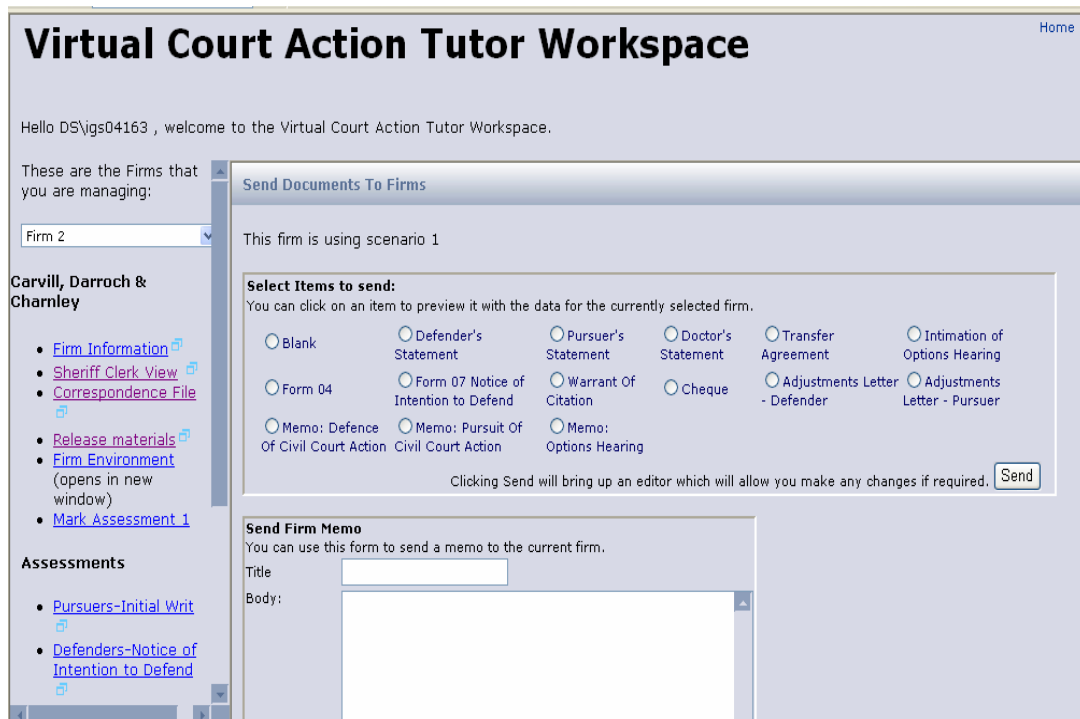 Virtual Court Action Tutor Workspace
Home
Hello DS\igs04163 , welcome to the Virtual Court Action Tutor Workspace.
These are the Firms that
you are managing:
Firm 2
Carvill, Darroch &
Charnley
Firm Information
Sheriff Clerk View
Correspondence File
Release materials
Firm Environment
(opens in new
window)
Mark Assessment 1
Assessments
Pursuers-Initial Writ
Defenders-Notice of
Intention to Defend
Send Documents To Firms
This firm is using scenario 1
Select Items to send:
You can click on an item to preview it with the data for the currently selected firm.
Blank
Defender's
Statement
Pursuer's
Statement
Doctor's
Statement
Transfer
Agreement
Intimation of
Options Hearing
Form 04
Form 07 Notice of
Intention to Defend
Warrant Of
Citation
Cheque
Adjustments Letter
- Defender
Adjustments
Letter - Pursuer
Memo: Defence
Of Civil Court Action
Memo: Pursuit Of
Civil Court Action
Memo:
Options Hearing
Clicking Send will bring up an editor which will allow you make any changes if required.
Send
Send Firm Memo
You can use this form to send a memo to the current firm.
Title
Body: